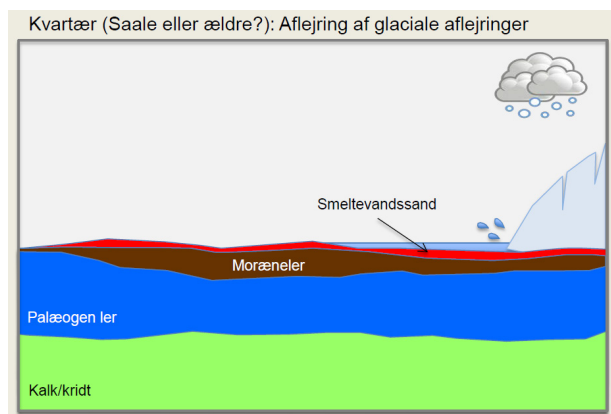 Kvartær (Saale eller ældre?): Aflejring af glaciale aflejringer
Smeltevandssand
Moræneler
Palæogen ler
Kalk/kridt